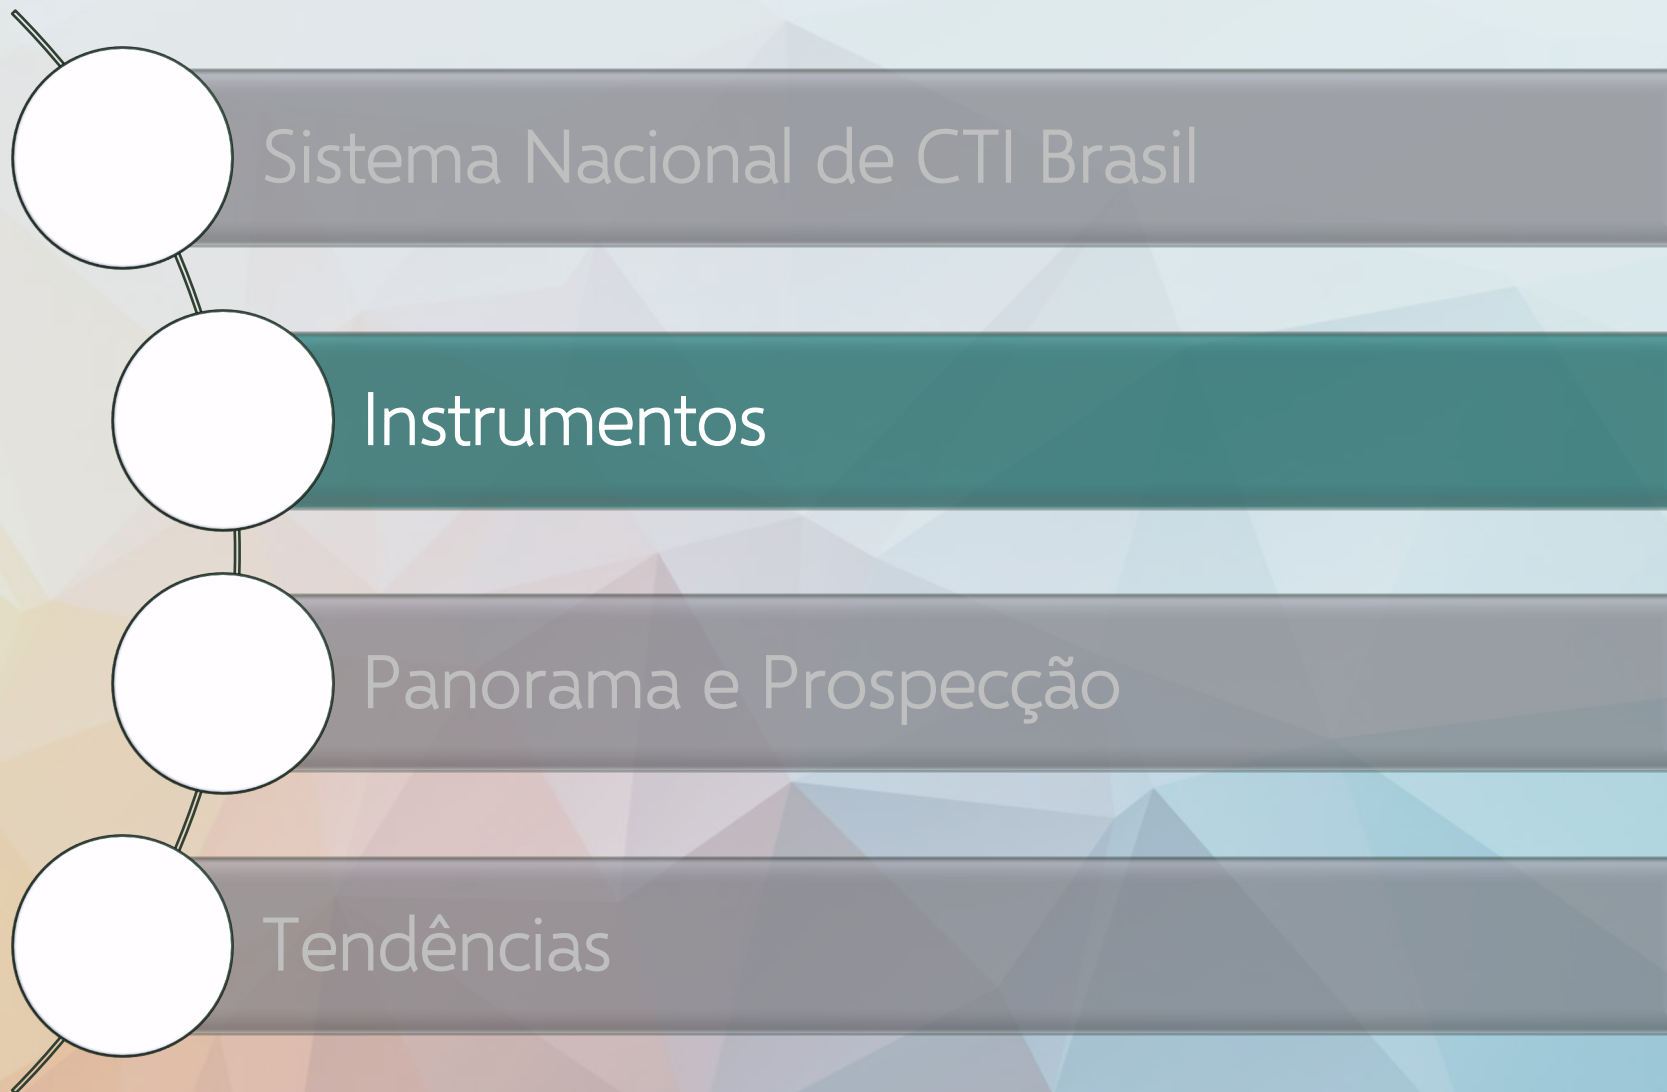 Sistema Nacional de CTI Brasil
Instrumentos
Panorama e Prospecção
Tendências